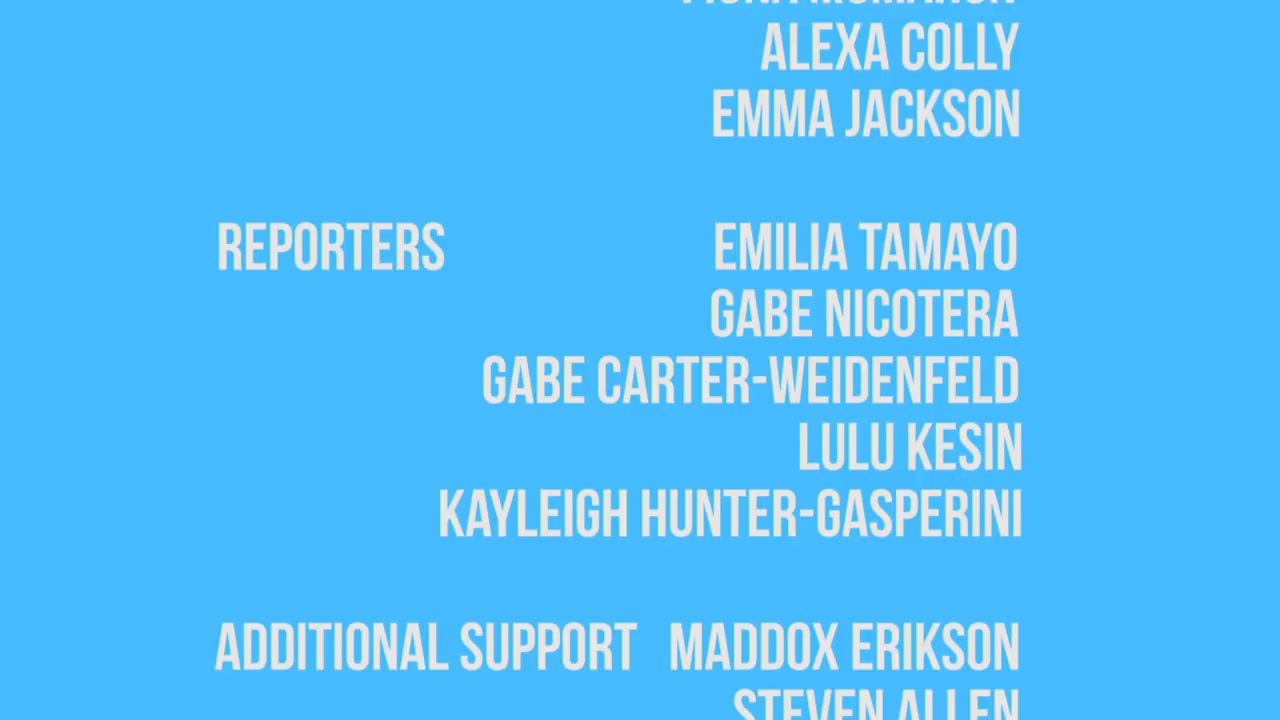 ALEXA COLLY
EMMA JACKSON
REPORTERS EMILIA TAMAYO
GABE NICOTERA
GABE CARTER-WEIDENFELD
LULU KESIN
KAYLEIGH HUNTER-GASPERINI
ADDITIONAL SUPPORT MADDOX ERIKSON
STEVEN ALLEN